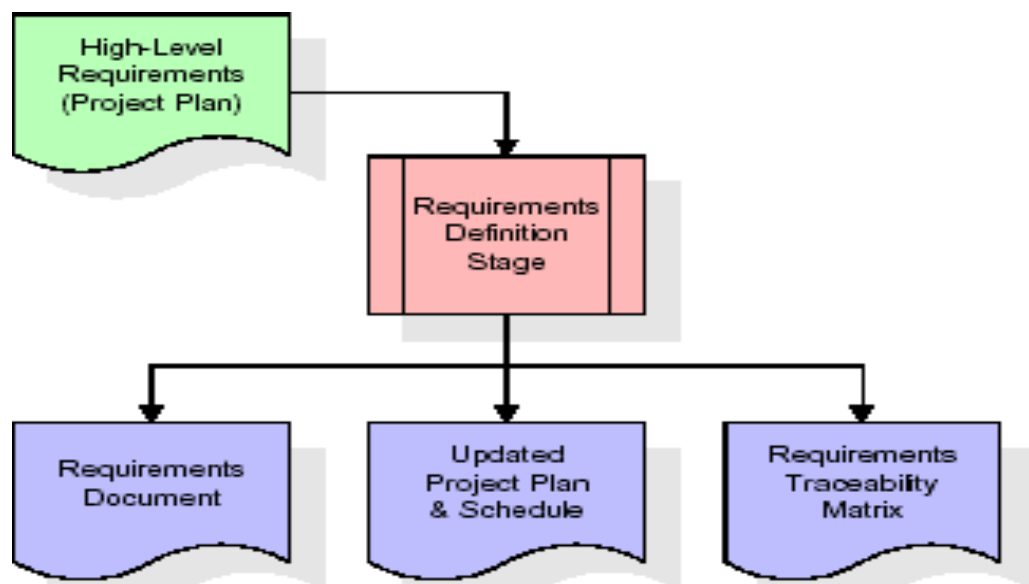 High-Level
Requirements
(Project Plan)
Requirements
Definition
Stage
Requirements
Document
Updated
Project Plan
& Schedule
Requirements
Traceability
Matrix